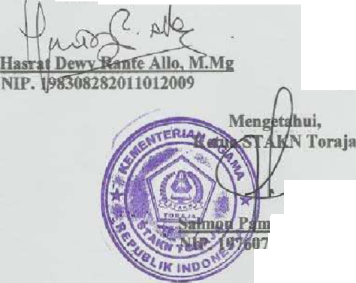 Hasrat Dewy Rante Allo, M.Mg
NIP. 198308282011012009
Mengetahui,
Ketua STAKN Toraja
KEMENTERIAN AGAMA
TORAJA
STAKN
REPUBLIK INDONESIA
Salmon Pam
NIP. 197607